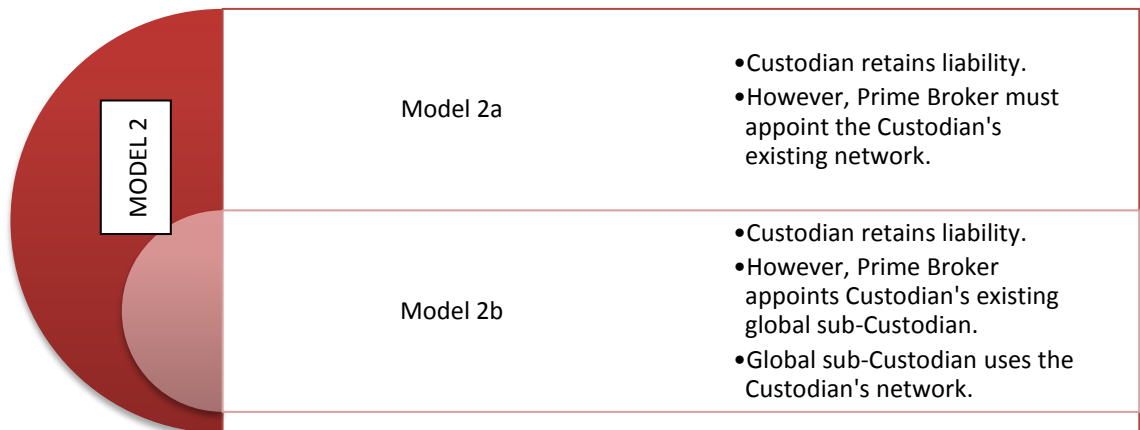 MODEL 2
Model 2a
•Custodian retains liability.
•However, Prime Broker must
appoint the Custodian's
existing network.
Model 2b
•Custodian retains liability.
•However, Prime Broker
appoints Custodian's existing
global sub-Custodian.
•Global sub-Custodian uses the
Custodian's network.